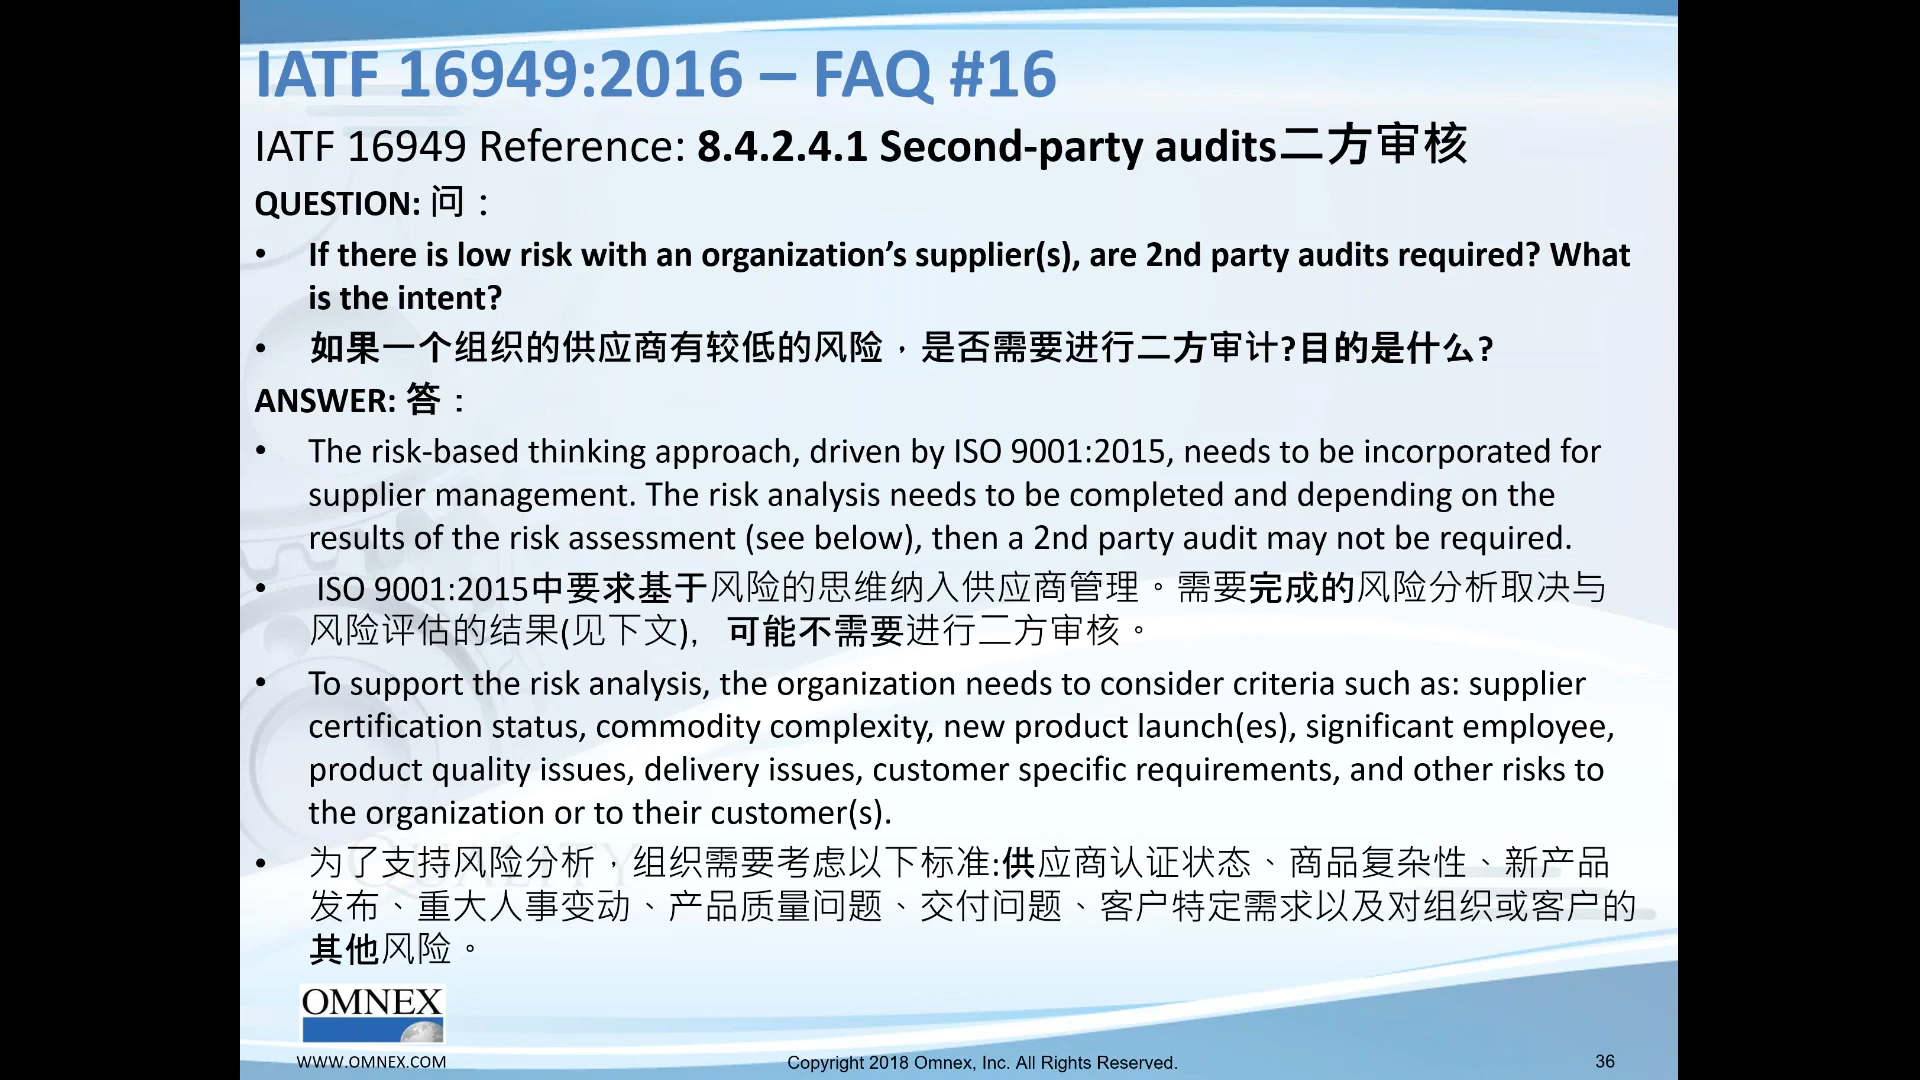 IATF 16949:2016 – FAQ #16
IATF 16949 Reference: 8.4.2.4.1 Second-party audits二方审核
QUESTION: 问：
• If there is low risk with an organization’s supplier(s), are 2nd party audits required? What
is the intent?
• 如果一个组织的供应商有较低的风险，是否需要进行二方审计?目的是什么?
ANSWER: 答：
• The risk-based thinking approach, driven by ISO 9001:2015, needs to be incorporated for
supplier management. The risk analysis needs to be completed and depending on the
results of the risk assessment (see below), then a 2nd party audit may not be required.
• ISO 9001:2015中要求基于风险的思维纳入供应商管理。需要完成的风险分析取决与
风险评估的结果(见下文)， 可能不需要进行二方审核。
• To support the risk analysis, the organization needs to consider criteria such as: supplier
certification status, commodity complexity, new product launch(es), significant employee,
product quality issues, delivery issues, customer specific requirements, and other risks to
the organization or to their customer(s).
• 为了支持风险分析，组织需要考虑以下标准:供应商认证状态、商品复杂性、新产品
发布、重大人事变动、产品质量问题、交付问题、客户特定需求以及对组织或客户的
其他风险。
QUALITY
OMNEX
WWW.OMNEX.COM
Copyright 2018 Omnex, Inc. All Rights Reserved.
36